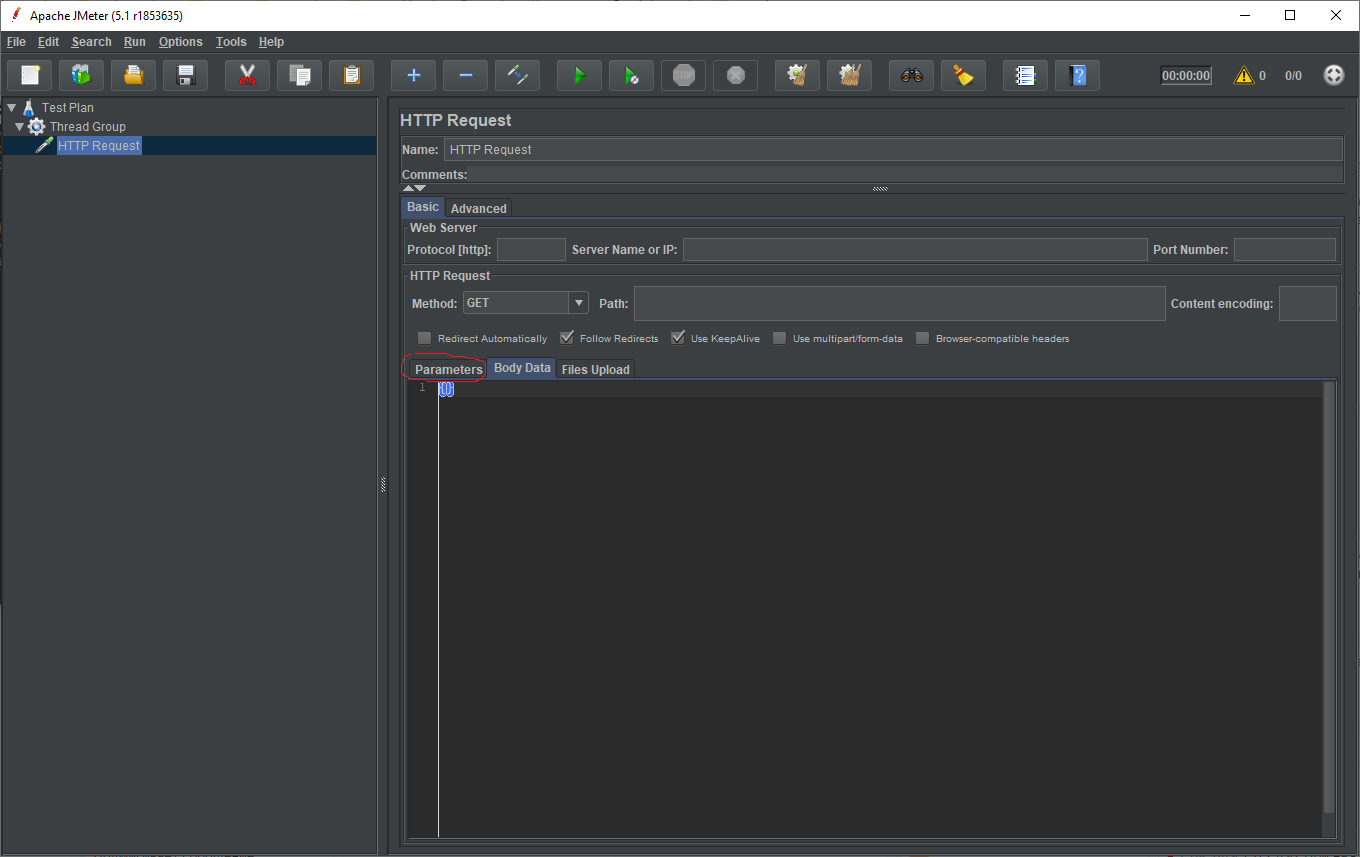 Apache JMeter (5.1 r1853635)
File Edit Search Run Options Tools Help
STOP 00:00:00 0 0/0
Test Plan
Thread Group
HTTP Request
HTTP Request
Name: HTTP Request
Comments:
Basic Advanced
Web Server
Protocol [http]: Server Name or IP: Port Number:
HTTP Request
Method: GET Path: Content encoding:
Redirect Automatically Follow Redirects Use KeepAlive Use multipart/form-data Browser-compatible headers
Parameters Body Data Files Upload
1